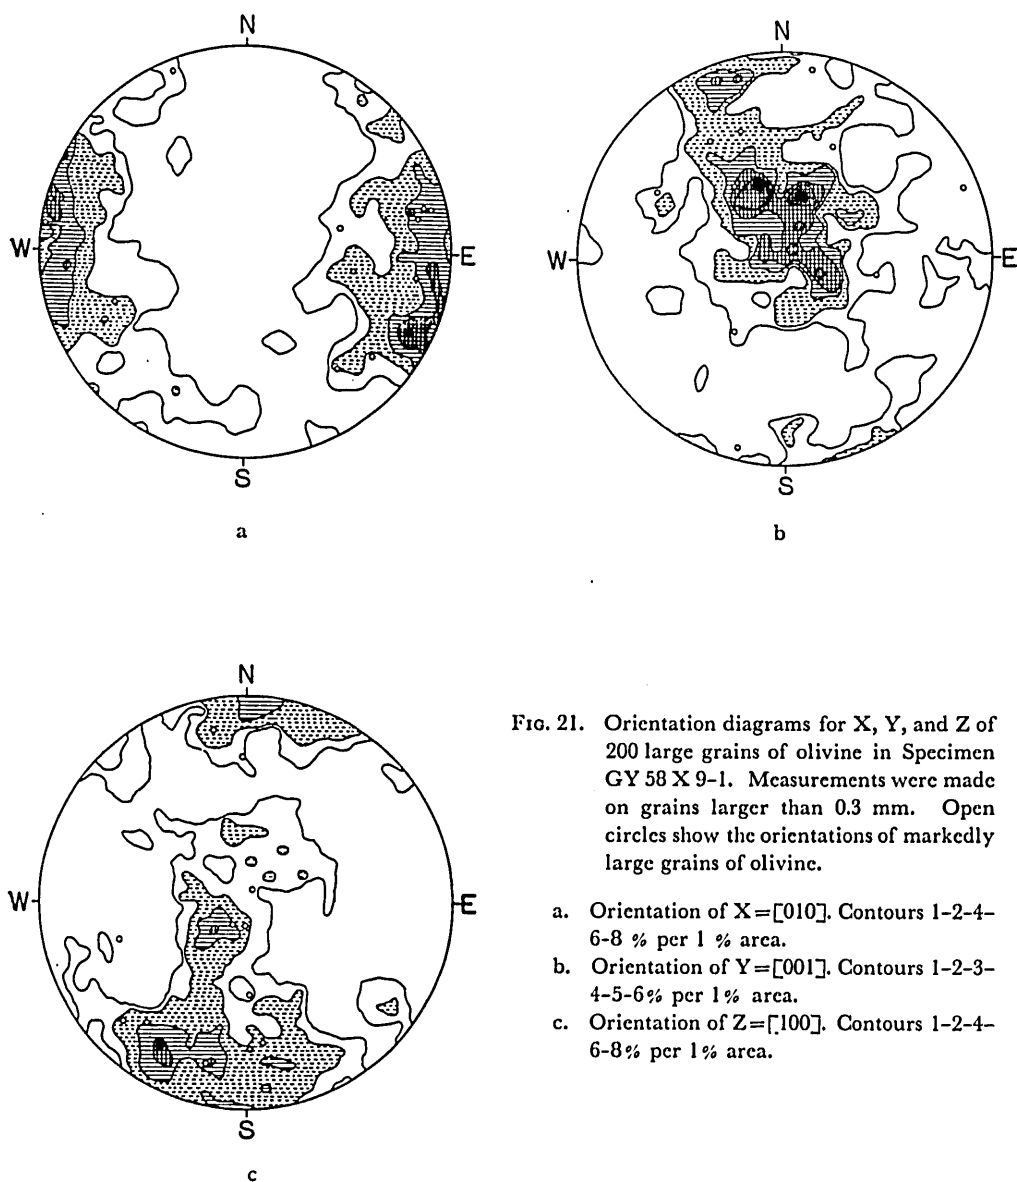 N
N
W
E
W
E
S
S
a
b
N
W
E
S
c
FIG. 21. Orientation diagrams for X, Y, and Z of
200 large grains of olivine in Specimen
GY 58 X 9-1. Measurements were made
on grains larger than 0.3 mm. Open
circles show the orientations of markedly
large grains of olivine.
a. Orientation of X=[010]. Contours 1-2-4-
6-8 % per 1 % area.
b. Orientation of Y=[001]. Contours 1-2-3-
4-5-6% per 1% area.
c. Orientation of Z=[100]. Contours 1-2-4-
6-8% per 1% area.